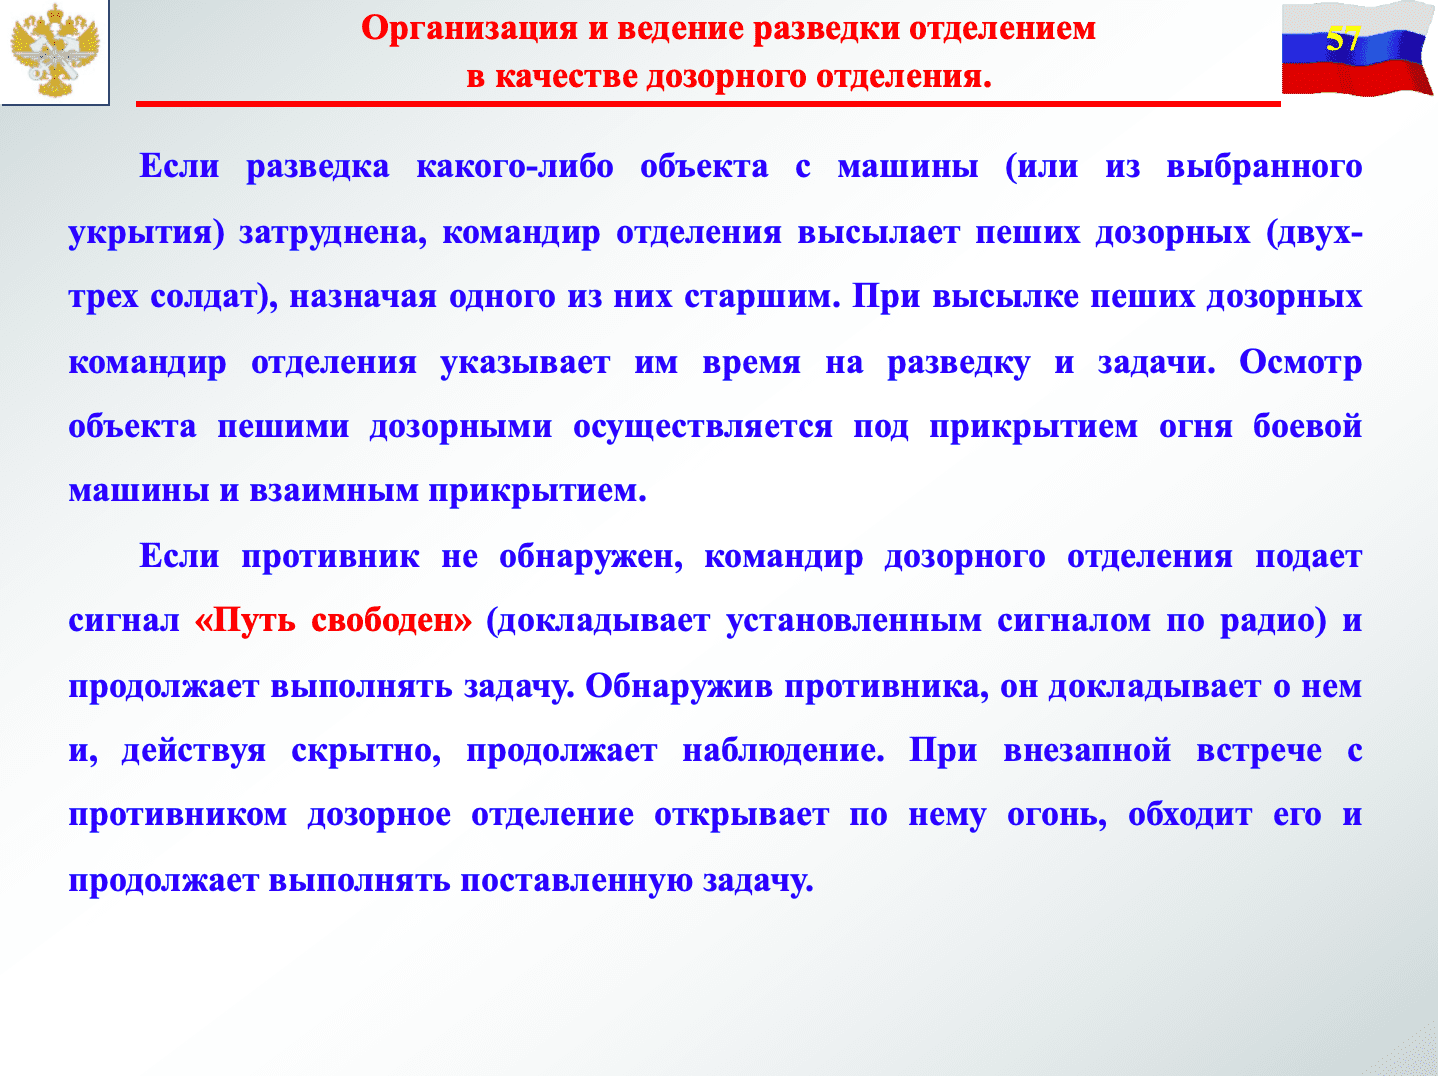 Организация и ведение разведки отделением
в качестве дозорного отделения.
57
Если разведка какого-либо объекта с машины (или из выбранного
укрытия) затруднена, командир отделения высылает пеших дозорных (двух-
трех солдат), назначая одного из них старшим. При высылке пеших дозорных
командир отделения указывает им время на разведку и задачи. Осмотр
объекта пешими дозорными осуществляется под прикрытием огня боевой
машины и взаимным прикрытием.
Если противник не обнаружен, командир дозорного отделения подает
сигнал «Путь свободен» (докладывает установленным сигналом по радио) и
продолжает выполнять задачу. Обнаружив противника, он докладывает о нем
и, действуя скрытно, продолжает наблюдение. При внезапной встрече с
противником дозорное отделение открывает по нему огонь, обходит его и
продолжает выполнять поставленную задачу.